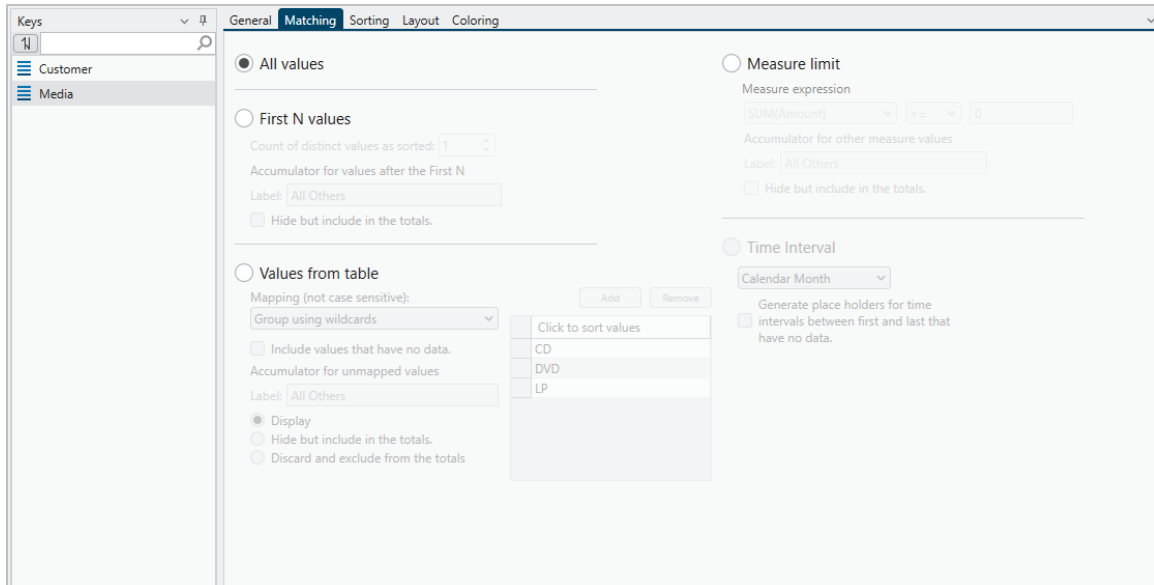 Keys
General Matching Sorting Layout Coloring
Customer
Media
All values
First N values
Count of distinct values as sorted: 1
Accumulator for values after the First N
Label: All Others
Hide but include in the totals.
Values from table
Mapping (not case sensitive):
Group using wildcards
Include values that have no data.
Accumulator for unmapped values
Label: All Others
Display
Hide but include in the totals.
Discard and exclude from the totals
Add Remove
Click to sort values
CD
DVD
LP
Measure limit
Measure expression
SUM(Amount) >= 0
Accumulator for other measure values
Label: All Others
Hide but include in the totals.
Time Interval
Calendar Month
Generate place holders for time
intervals between first and last that
have no data.